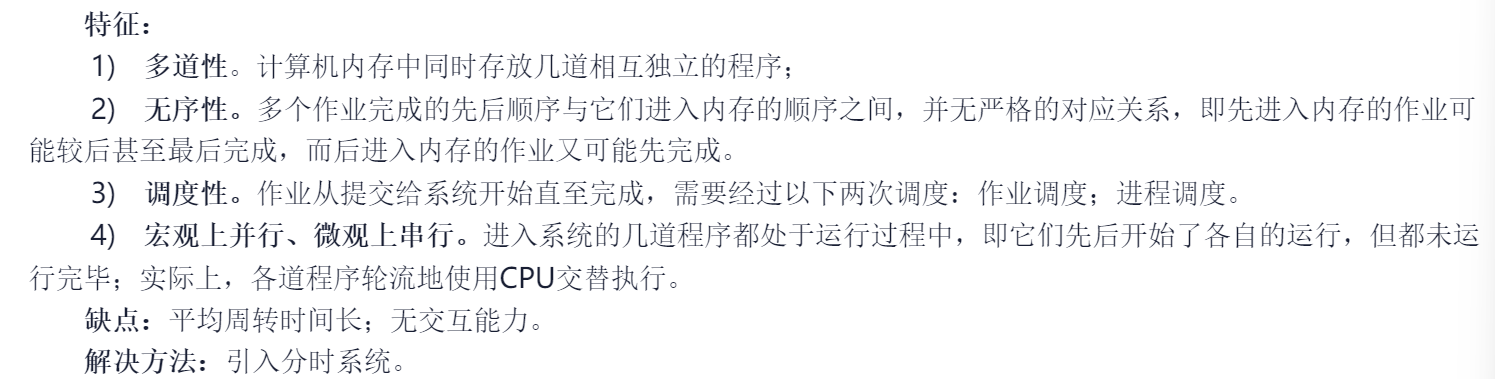 特征：
1) 多道性。计算机内存中同时存放几道相互独立的程序；
2) 无序性。多个作业完成的先后顺序与它们进入内存的顺序之间，并无严格的对应关系，即先进入内存的作业可
能较后甚至最后完成，而后进入内存的作业又可能先完成。
3) 调度性。作业从提交给系统开始直至完成，需要经过以下两次调度：作业调度；进程调度。
4) 宏观上并行、微观上串行。进入系统的几道程序都处于运行过程中，即它们先后开始了各自的运行，但都未运
行完毕；实际上，各道程序轮流地使用CPU交替执行。
缺点：平均周转时间长；无交互能力。
解决方法：引入分时系统。